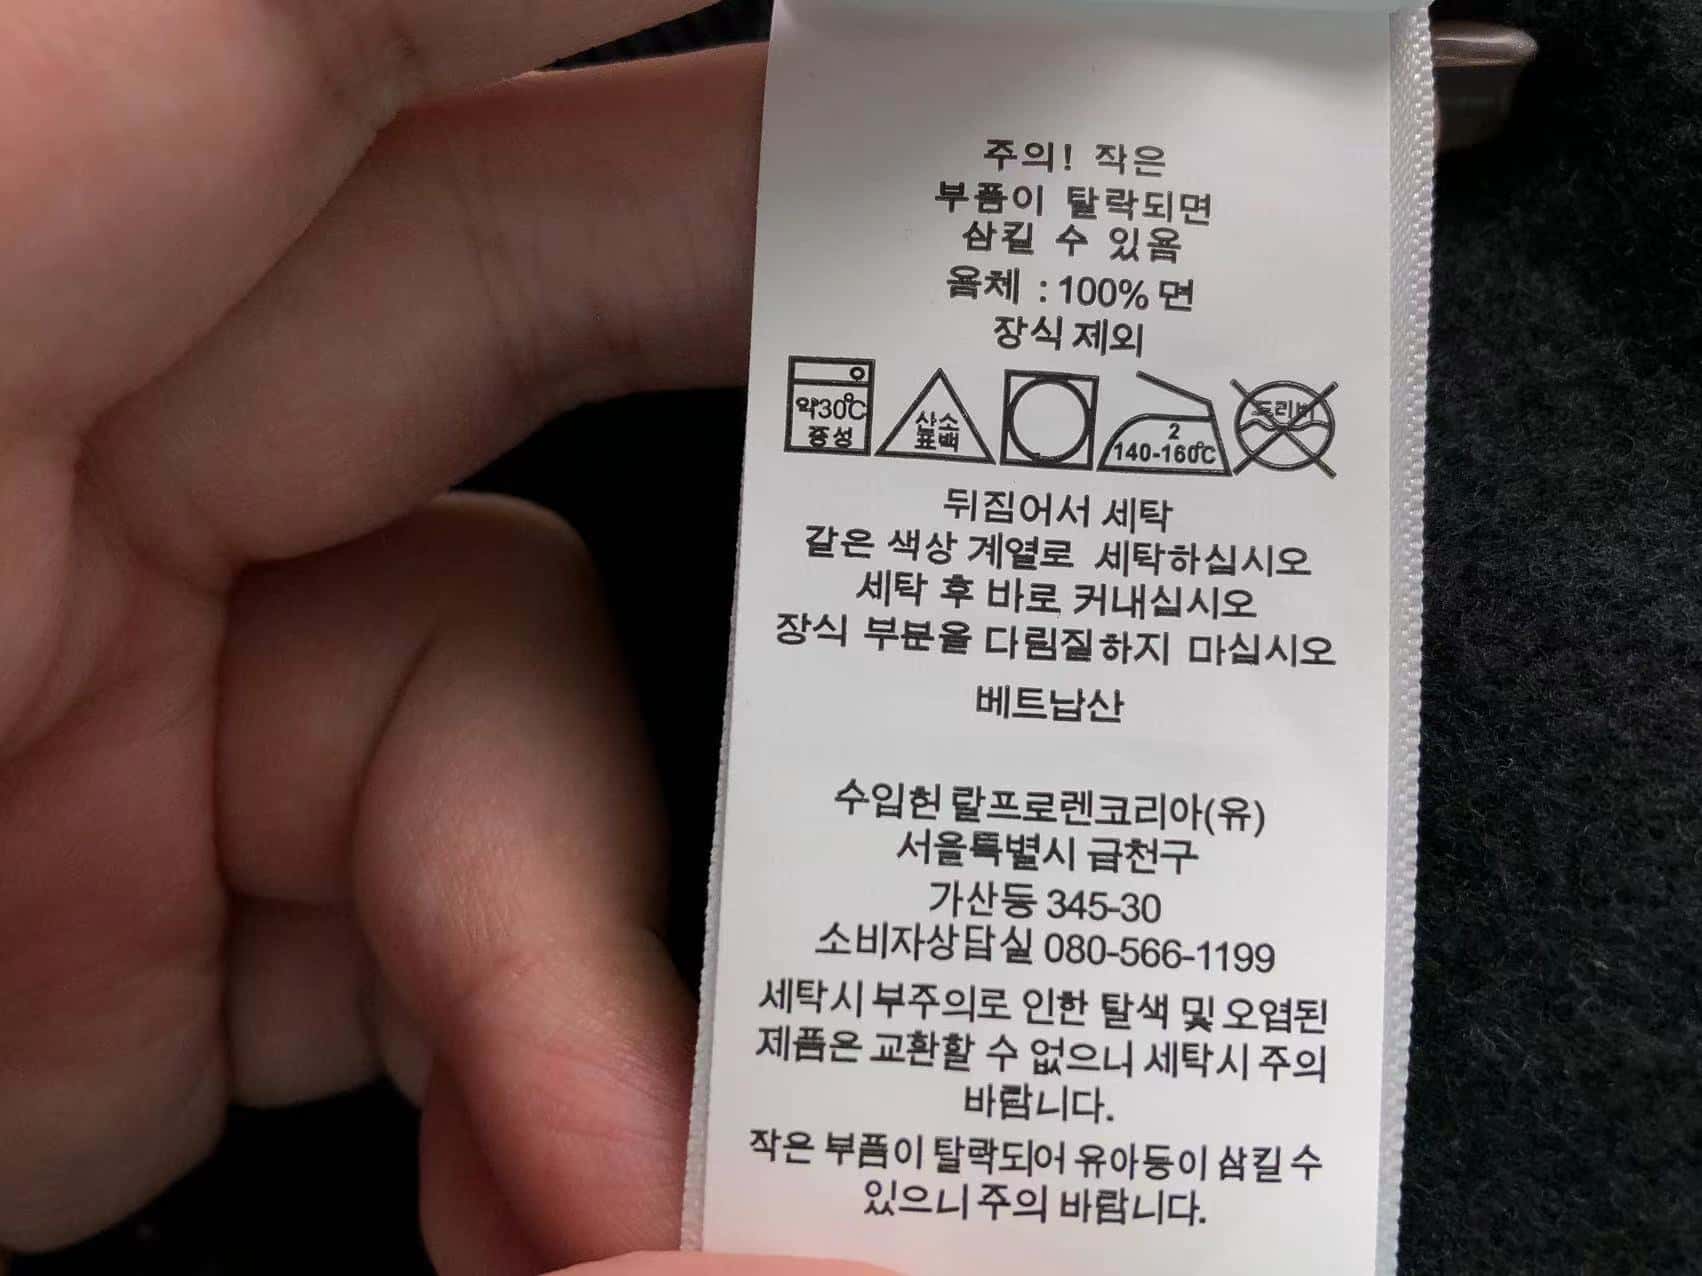 주의! 작은
부품이 탈락되면
삼킬 수 있음
몸체 : 100% 면
장식 제외
약30℃
중성
산소
표백
2
140-160℃
드리이
뒤집어서 세탁
같은 색상 계열로 세탁하십시오
세탁 후 바로 꺼내십시오
장식 부분을 다림질하지 마십시오
베트남산
수입원 랄프로렌코리아(유)
서울특별시 금천구
가산동 345-30
소비자상담실 080-566-1199
세탁시 부주의로 인한 탈색 및 오염된
제품은 교환할 수 없으니 세탁시 주의
바랍니다.
작은 부품이 탈락되어 유아등이 삼킬 수
있으니 주의 바랍니다.